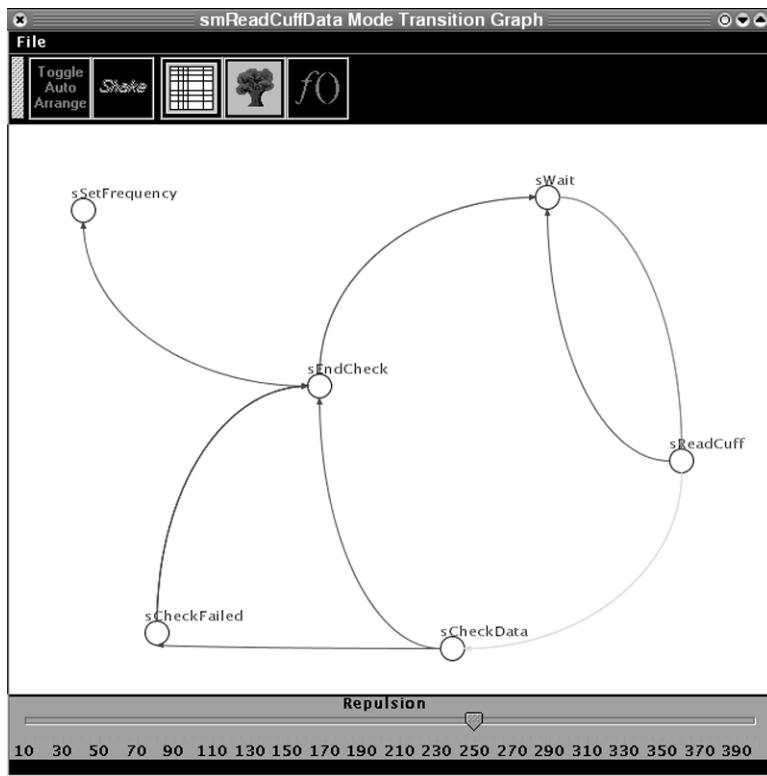 smReadCuffData Mode Transition Graph
File
Toggle
Auto
Arrange
Shake
f()
sSetFrequency
sWait
sEndCheck
sReadCuff
sCheckFailed
sCheckData
Repulsion
10 30 50 70 90 110 130 150 170 190 210 230 250 270 290 310 330 350 370 390